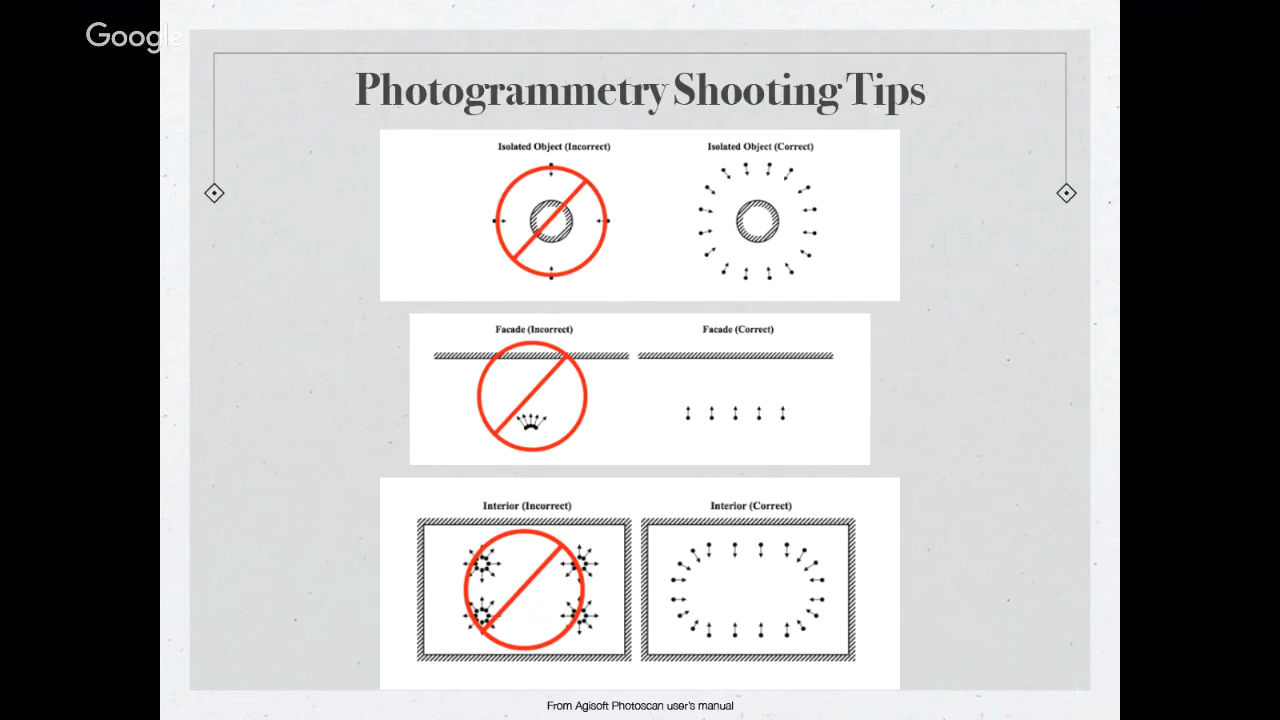 Google
Photogrammetry Shooting Tips
Isolated Object (Incorrect)
Isolated Object (Correct)
Facade (Incorrect)
Facade (Correct)
Interior (Incorrect)
Interior (Correct)
From Agisoft Photoscan user's manual